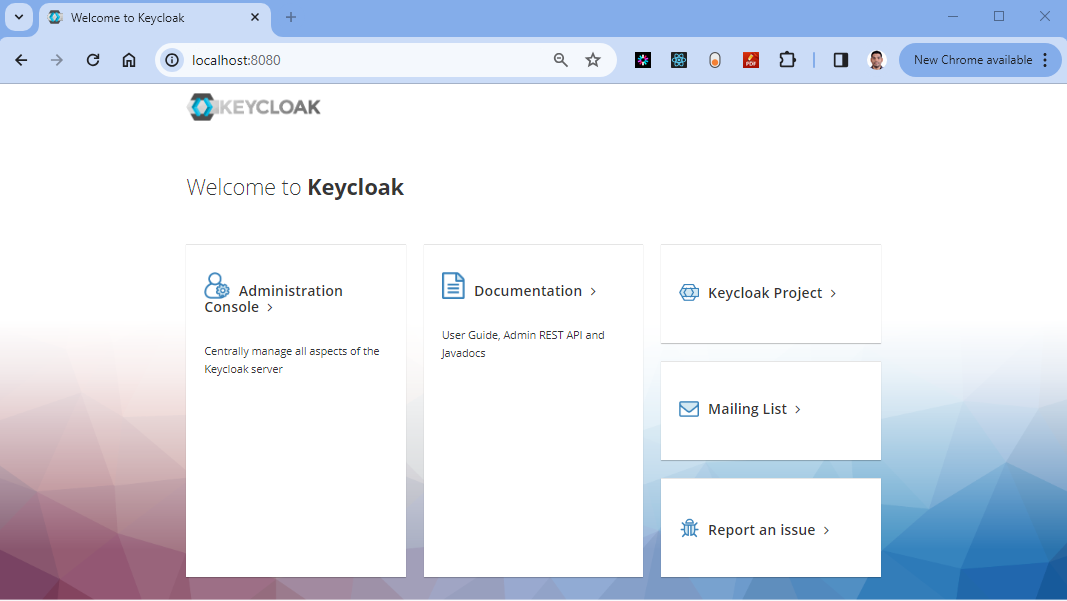 Welcome to Keycloak
localhost:8080
PDF
New Chrome available
KEYCLOAK
Welcome to Keycloak
Administration
Console
Centrally manage all aspects of the
Keycloak server
Documentation
User Guide, Admin REST API and
Javadocs
Keycloak Project
Mailing List
Report an issue